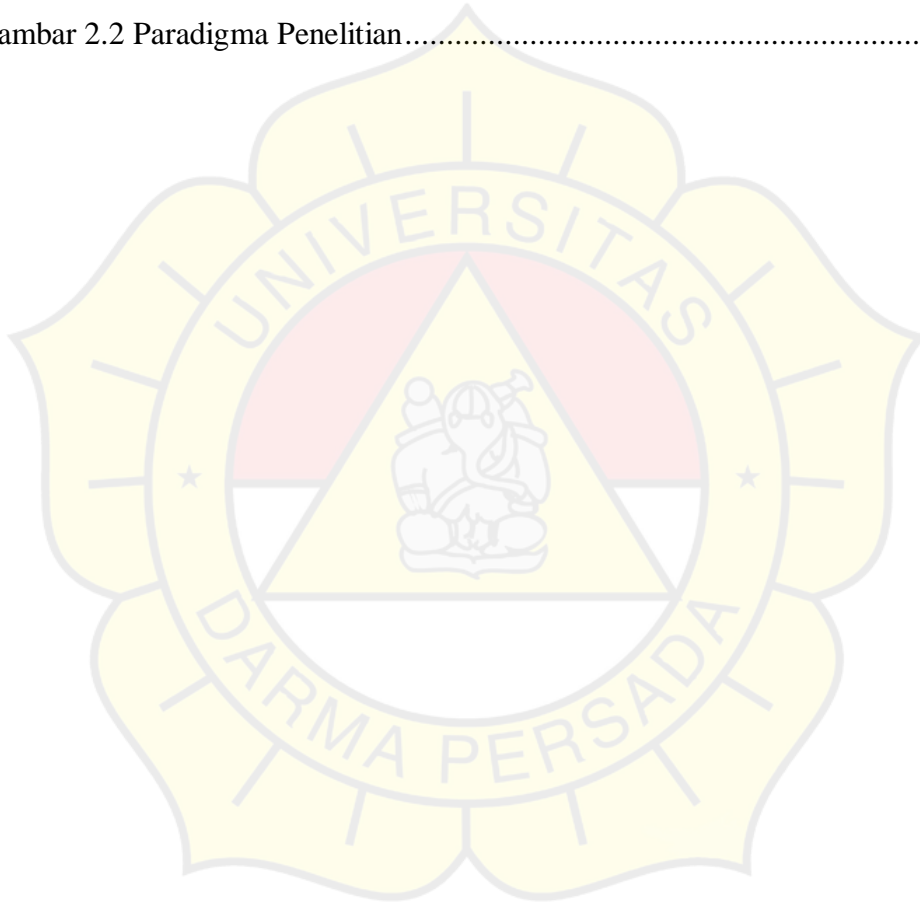 ambar 2.2 Paradigma Penelitian..............................................................
UNIVERSITAS
DARMA PERSADA